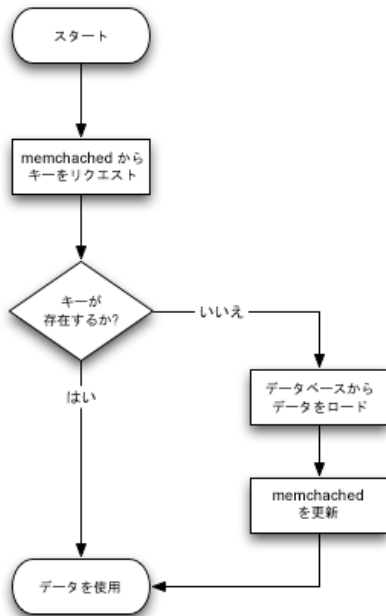 スタート
memchached から
キーをリクエスト
キーが
存在するか?
いいえ
はい
データベースから
データをロード
memchached
を更新
データを使用